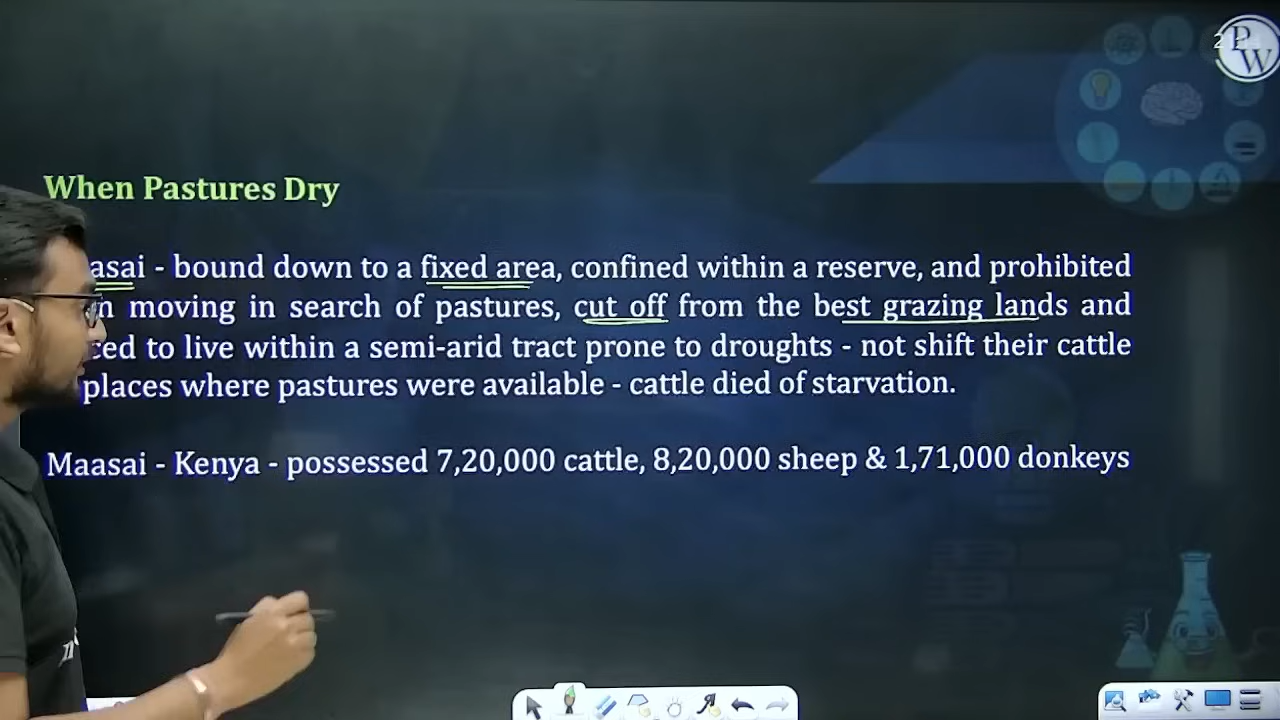 PW
When Pastures Dry
asai - bound down to a fixed area, confined within a reserve, and prohibited
n moving in search of pastures, cut off from the best grazing lands and
ced to live within a semi-arid tract prone to droughts - not shift their cattle
places where pastures were available - cattle died of starvation.
Maasai - Kenya - possessed 7,20,000 cattle, 8,20,000 sheep & 1,71,000 donkeys